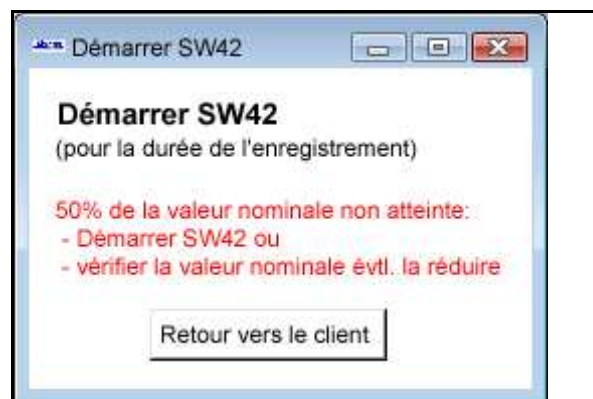 Démarrer SW42
Démarrer SW42
(pour la durée de l'enregistrement)
50% de la valeur nominale non atteinte:
- Démarrer SW42 ou
- vérifier la valeur nominale évtl. la réduire
Retour vers le client